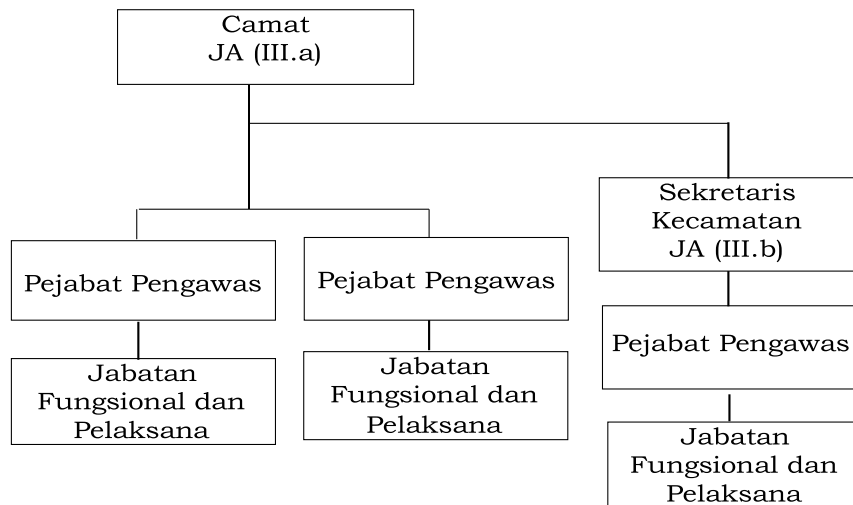 Camat
JA (III.a)
Sekretaris
Kecamatan
JA (III.b)
Pejabat Pengawas
Pejabat Pengawas
Pejabat Pengawas
Jabatan
Fungsional dan
Pelaksana
Jabatan
Fungsional dan
Pelaksana
Jabatan
Fungsional dan
Pelaksana